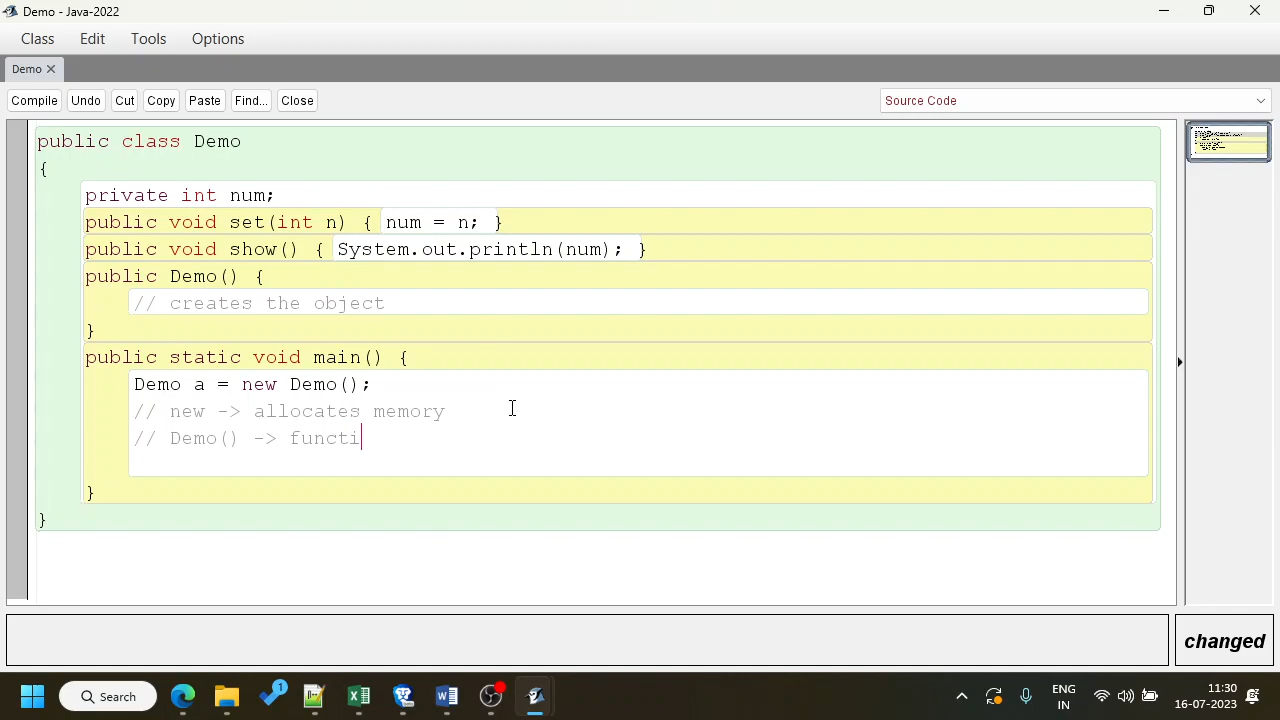 Demo - Java-2022
Class Edit Tools Options
Demo
Compile Undo Cut Copy Paste Find... Close Source Code
public class Demo
{
private int num;
public void set(int n) { num = n; }
public void show() { System.out.println(num); }
public Demo() {
// creates the object
}
public static void main() {
Demo a = new Demo();
// new -> allocates memory
// Demo() -> functi
}
}
changed
Search
1
ENG
IN
11:30
16-07-2023